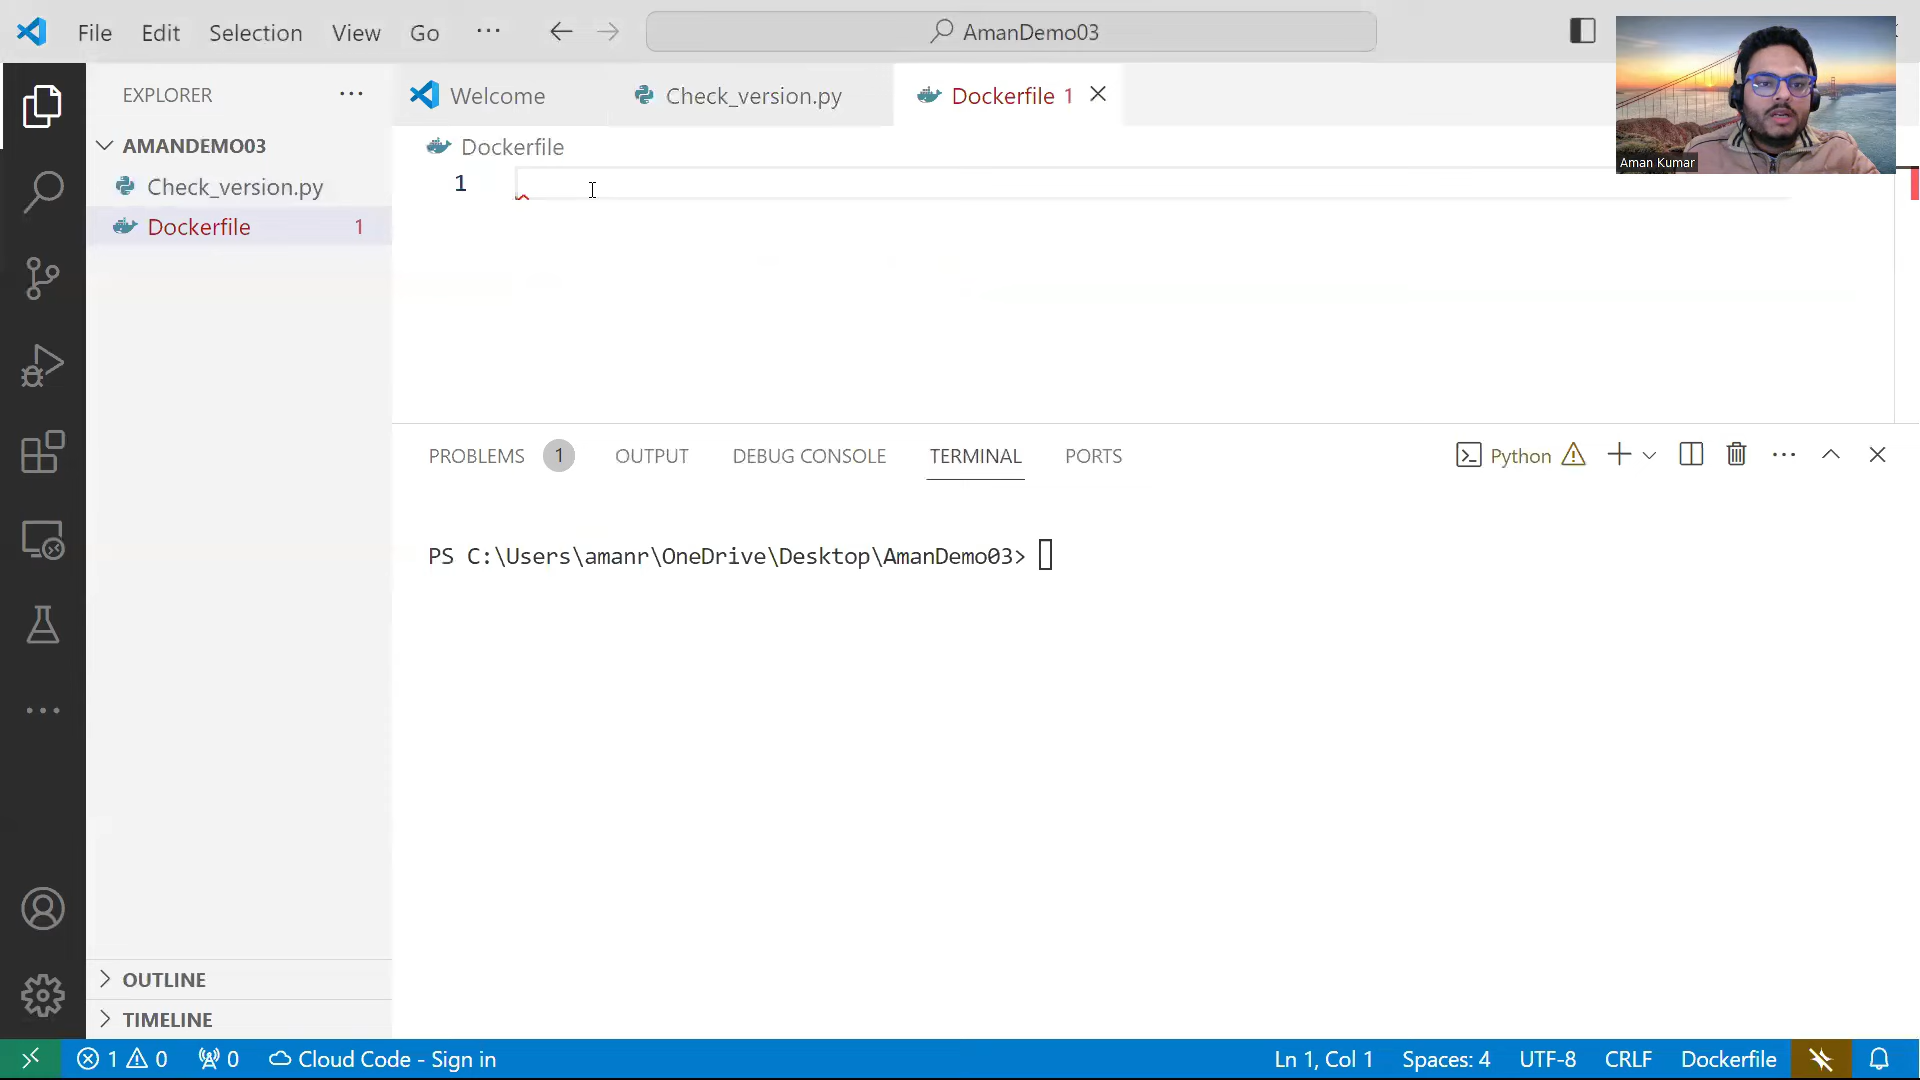 File Edit Selection View Go ··· AmanDemo03
Aman Kumar
EXPLORER ···
Welcome Check_version.py Dockerfile 1
AMANDEMO03
Dockerfile
Check_version.py
1
Dockerfile 1
PROBLEMS 1 OUTPUT DEBUG CONSOLE TERMINAL PORTS Python
PS C:\Users\amanr\OneDrive\Desktop\AmanDemo03>
OUTLINE
TIMELINE
1 0 0 Cloud Code - Sign in Ln 1, Col 1 Spaces: 4 UTF-8 CRLF Dockerfile